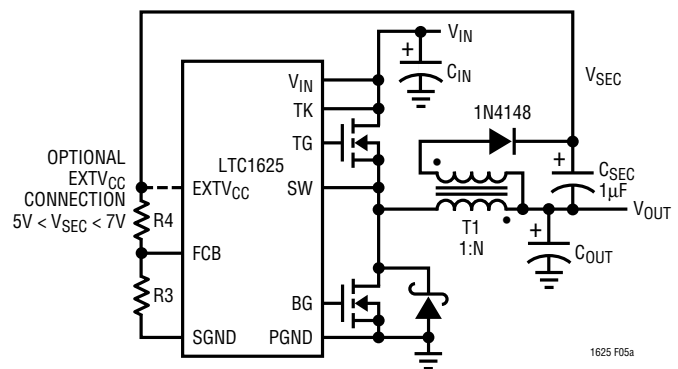 V_IN
+
C_IN
V_IN
TK
TG
LTC1625
EXTV_CC
SW
FCB
BG
SGND
PGND
OPTIONAL
EXTV_CC
CONNECTION
5V < V_SEC < 7V
R4
R3
V_SEC
1N4148
+
C_SEC
1µF
V_OUT
T1
1:N
+
C_OUT
1625 F05a